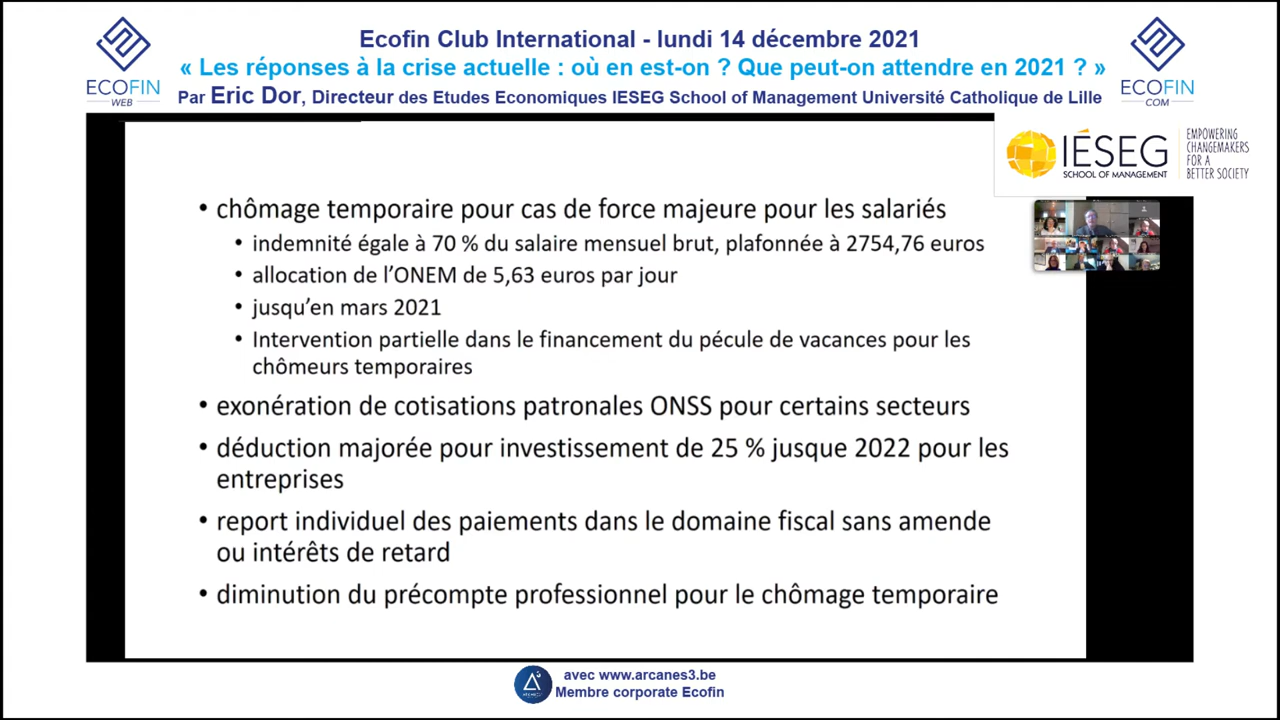 Ecofin Club International - lundi 14 décembre 2021
« Les réponses à la crise actuelle : où en est-on ? Que peut-on attendre en 2021 ? »
Par Eric Dor, Directeur des Etudes Economiques IESEG School of Management Université Catholique de Lille
ECOFIN
WEB
ECOFIN
COM
IÉSEG
SCHOOL OF MANAGEMENT
EMPOWERING
CHANGEMAKERS
FOR A
BETTER SOCIETY
• chômage temporaire pour cas de force majeure pour les salariés
• indemnité égale à 70 % du salaire mensuel brut, plafonnée à 2754,76 euros
• allocation de l’ONEM de 5,63 euros par jour
• jusqu’en mars 2021
• Intervention partielle dans le financement du pécule de vacances pour les
chômeurs temporaires
• exonération de cotisations patronales ONSS pour certains secteurs
• déduction majorée pour investissement de 25 % jusque 2022 pour les
entreprises
• report individuel des paiements dans le domaine fiscal sans amende
ou intérêts de retard
• diminution du précompte professionnel pour le chômage temporaire
avec www.arcanes3.be
Membre corporate Ecofin